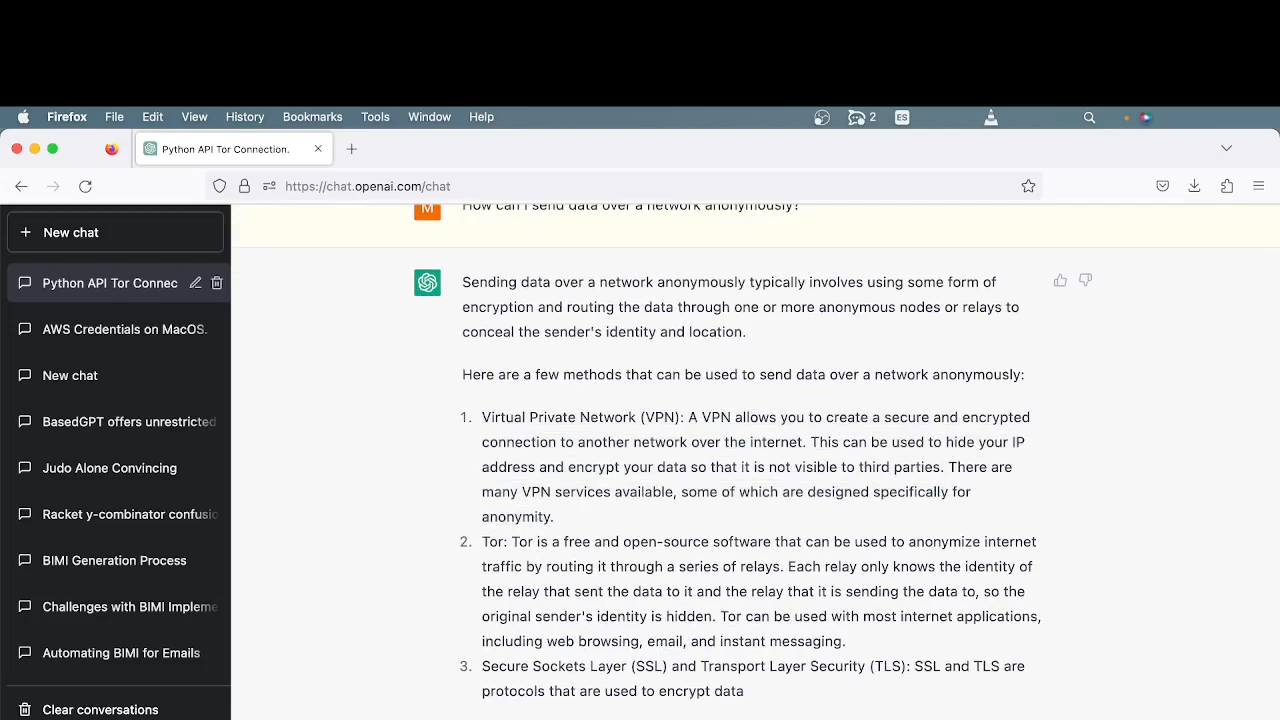 Firefox File Edit View History Bookmarks Tools Window Help 2 ES
Python API Tor Connection.
https://chat.openai.com/chat
New chat
Python API Tor Connec
AWS Credentials on MacOS.
New chat
BasedGPT offers unrestricted
Judo Alone Convincing
Racket y-combinator confusio
BIMI Generation Process
Challenges with BIMI Impleme
Automating BIMI for Emails
Clear conversations
M
How can I send data over a network anonymously?
Sending data over a network anonymously typically involves using some form of
encryption and routing the data through one or more anonymous nodes or relays to
conceal the sender's identity and location.
Here are a few methods that can be used to send data over a network anonymously:
1. Virtual Private Network (VPN): A VPN allows you to create a secure and encrypted
connection to another network over the internet. This can be used to hide your IP
address and encrypt your data so that it is not visible to third parties. There are
many VPN services available, some of which are designed specifically for
anonymity.
2. Tor: Tor is a free and open-source software that can be used to anonymize internet
traffic by routing it through a series of relays. Each relay only knows the identity of
the relay that sent the data to it and the relay that it is sending the data to, so the
original sender's identity is hidden. Tor can be used with most internet applications,
including web browsing, email, and instant messaging.
3. Secure Sockets Layer (SSL) and Transport Layer Security (TLS): SSL and TLS are
protocols that are used to encrypt data